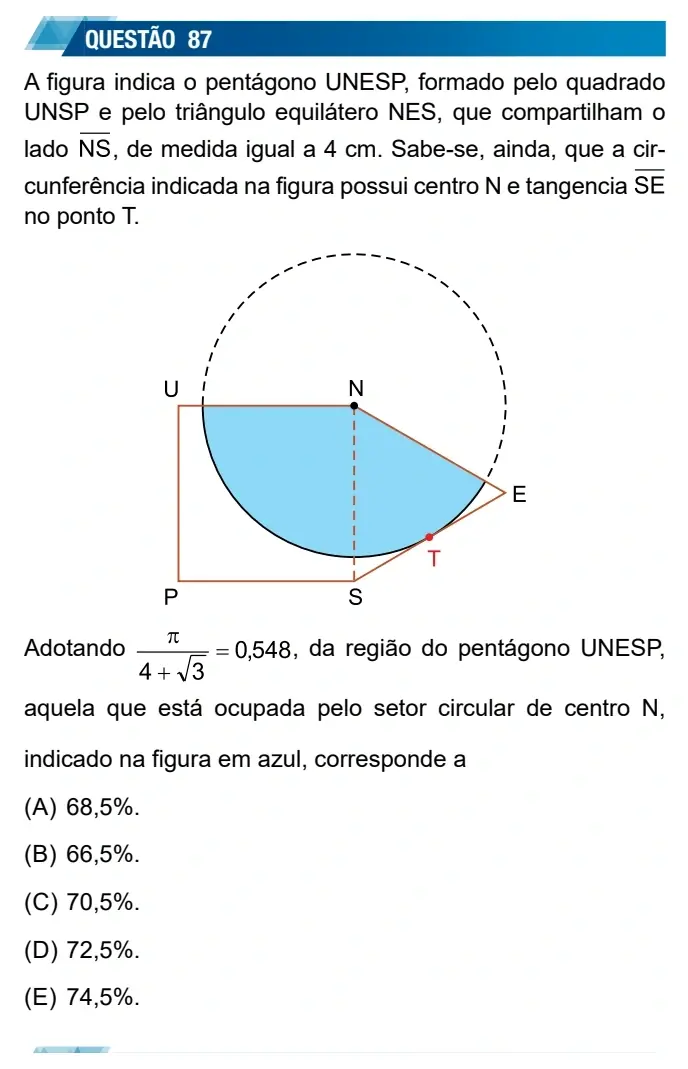 QUESTÃO 87
A figura indica o pentágono UNESP, formado pelo quadrado
UNSP e pelo triângulo equilátero NES, que compartilham o
lado N̅S̅, de medida igual a 4 cm. Sabe-se, ainda, que a cir-
cunferência indicada na figura possui centro N e tangencia S̅E̅
no ponto T.
U
N
E
T
P
S
Adotando π/(4 + √3) = 0,548, da região do pentágono UNESP,
aquela que está ocupada pelo setor circular de centro N,
indicado na figura em azul, corresponde a
(A) 68,5%.
(B) 66,5%.
(C) 70,5%.
(D) 72,5%.
(E) 74,5%.